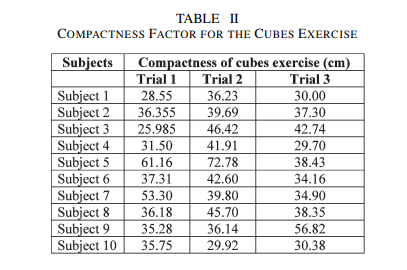 TABLE II
COMPACTNESS FACTOR FOR THE CUBES EXERCISE
Subjects Compactness of cubes exercise (cm)
Trial 1 Trial 2 Trial 3
Subject 1 28.55 36.23 30.00
Subject 2 36.355 39.69 37.30
Subject 3 25.985 46.42 42.74
Subject 4 31.50 41.91 29.70
Subject 5 61.16 72.78 38.43
Subject 6 37.31 42.60 34.16
Subject 7 53.30 39.80 34.90
Subject 8 36.18 45.70 38.35
Subject 9 35.28 36.14 56.82
Subject 10 35.75 29.92 30.38